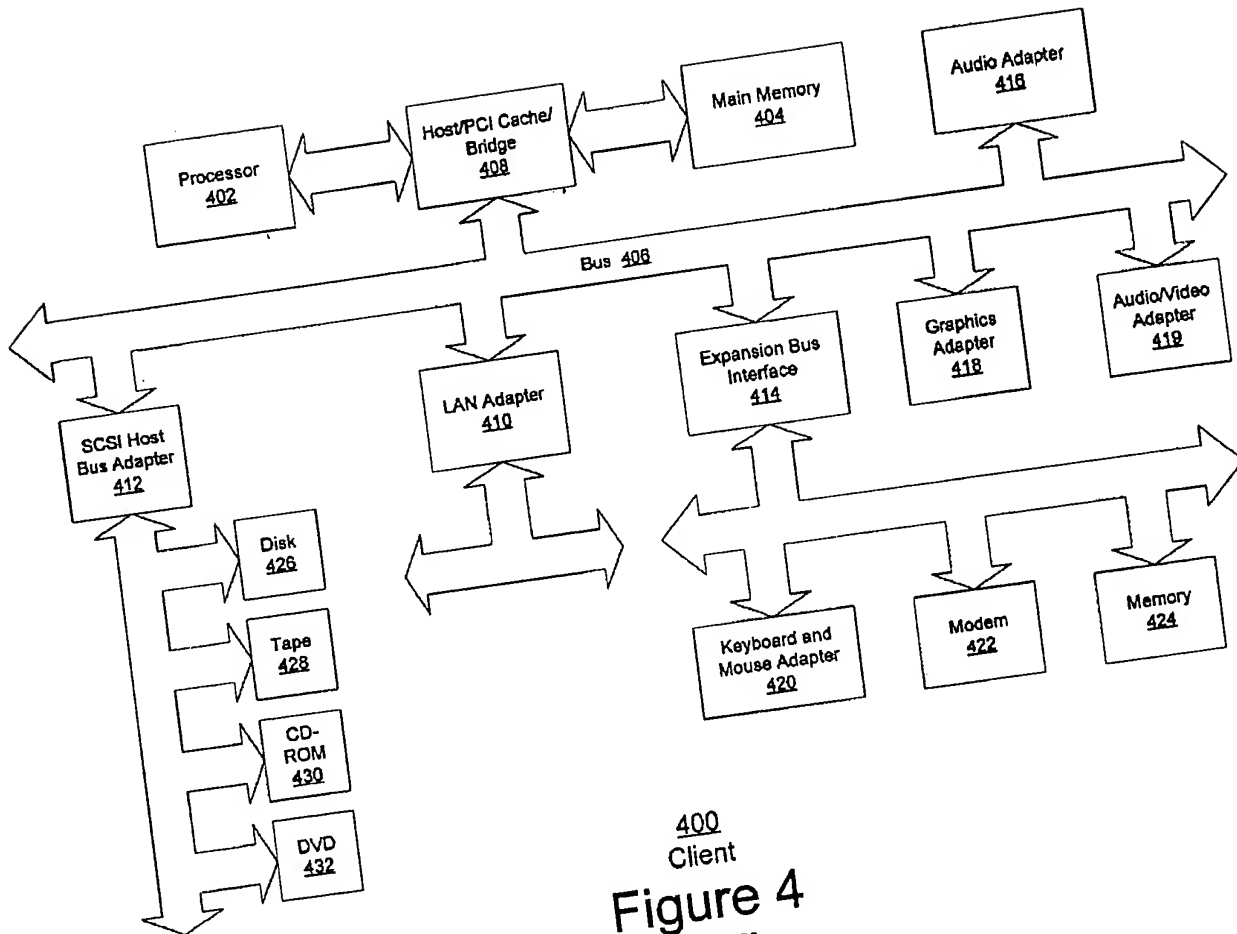 Audio Adapter
416
Main Memory
404
Host/PCI Cache/
Bridge
408
Processor
402
Bus 406
Audio/Video
Adapter
419
Graphics
Adapter
418
Expansion Bus
Interface
414
LAN Adapter
410
SCSI Host
Bus Adapter
412
Disk
426
Tape
428
CD-
ROM
430
DVD
432
Keyboard and
Mouse Adapter
420
Modem
422
Memory
424
400
Client
Figure 4